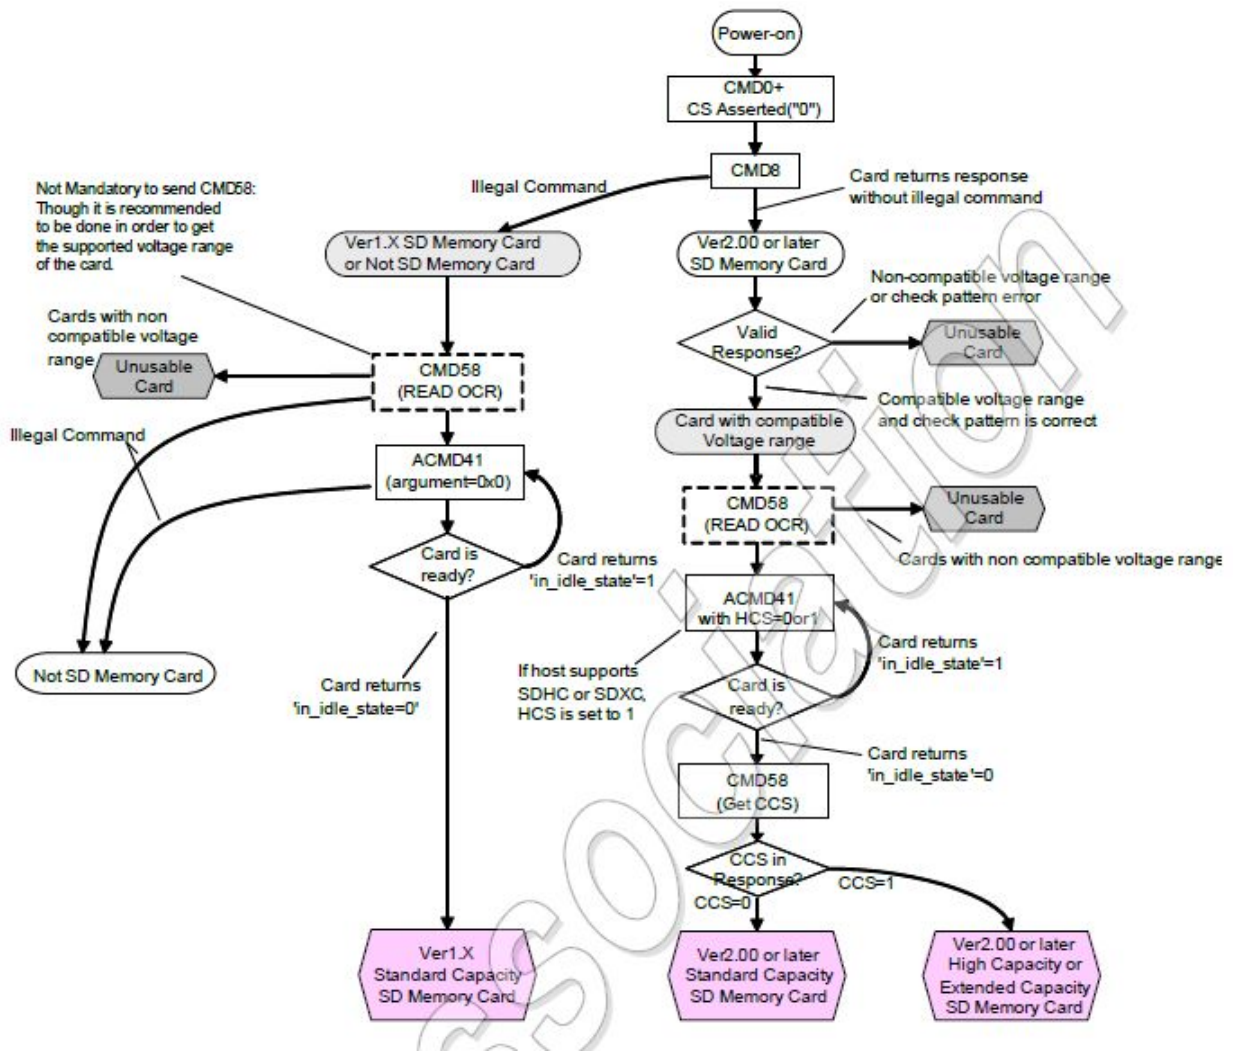 Power-on
CMD0+
CS Asserted("0")
CMD8
Illegal Command
Card returns response
without illegal command
Not Mandatory to send CMD58:
Though it is recommended
to be done in order to get
the supported voltage range
of the card.
Ver1.X SD Memory Card
or Not SD Memory Card
Ver2.00 or later
SD Memory Card
Non-compatible voltage range
or check pattern error
Cards with non
compatible voltage
range
Unusable
Card
CMD58
(READ OCR)
Valid
Response?
Unusable
Card
Compatible voltage range
and check pattern is correct
Card with compatible
Voltage range
Illegal Command
ACMD41
(argument=0x0)
CMD58
(READ OCR)
Unusable
Card
Cards with non compatible voltage range
Card is
ready?
Card returns
'in_idle_state'=1
ACMD41
with HCS=0or1
Card returns
'in_idle_state'=1
Not SD Memory Card
Card returns
'in_idle_state=0'
If host supports
SDHC or SDXC,
HCS is set to 1
Card is
ready?
Card returns
'in_idle_state'=0
CMD58
(Get CCS)
CCS in
Response?
CCS=0
CCS=1
Ver1.X
Standard Capacity
SD Memory Card
Ver2.00 or later
Standard Capacity
SD Memory Card
Ver2.00 or later
High Capacity or
Extended Capacity
SD Memory Card
ssociation